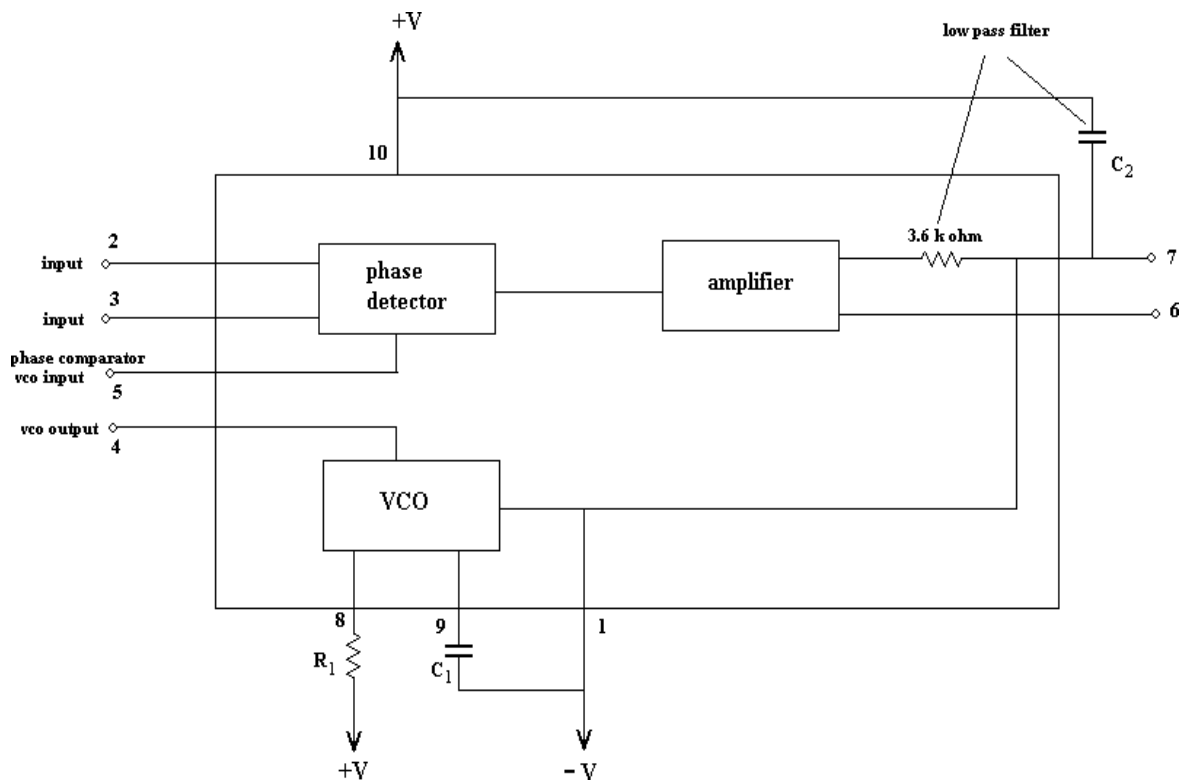 +V
low pass filter
10
C2
2
input
3
input
phase comparator
vco input
5
vco output
4
phase
detector
amplifier
3.6 k ohm
7
6
VCO
8
9
1
R1
C1
+V
- V